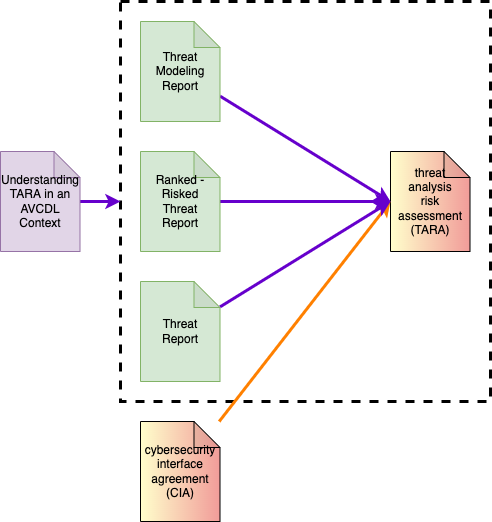 Threat
Modeling
Report
Understanding
TARA in an
AVCDL
Context
Ranked -
Risked
Threat
Report
threat
analysis
risk
assessment
(TARA)
Threat
Report
cybersecurity
interface
agreement
(CIA)